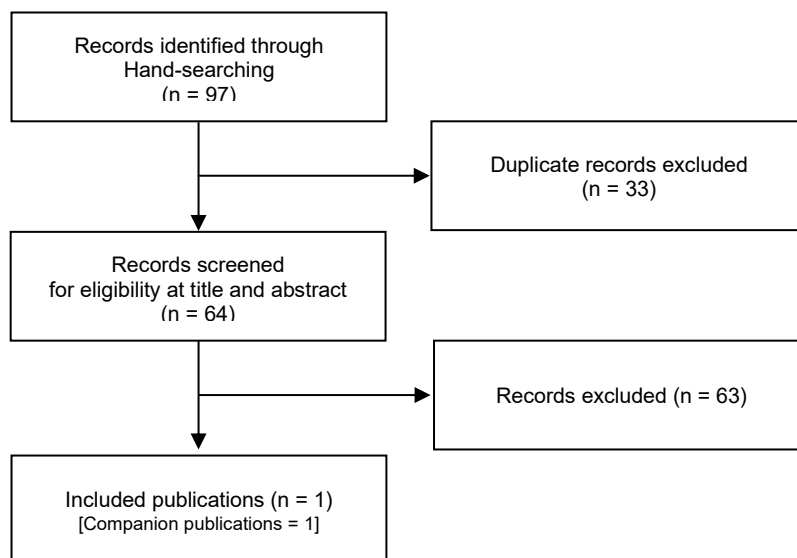 Records identified through
Hand-searching
(n = 97)
Duplicate records excluded
(n = 33)
Records screened
for eligibility at title and abstract
(n = 64)
Records excluded (n = 63)
Included publications (n = 1)
[Companion publications = 1]